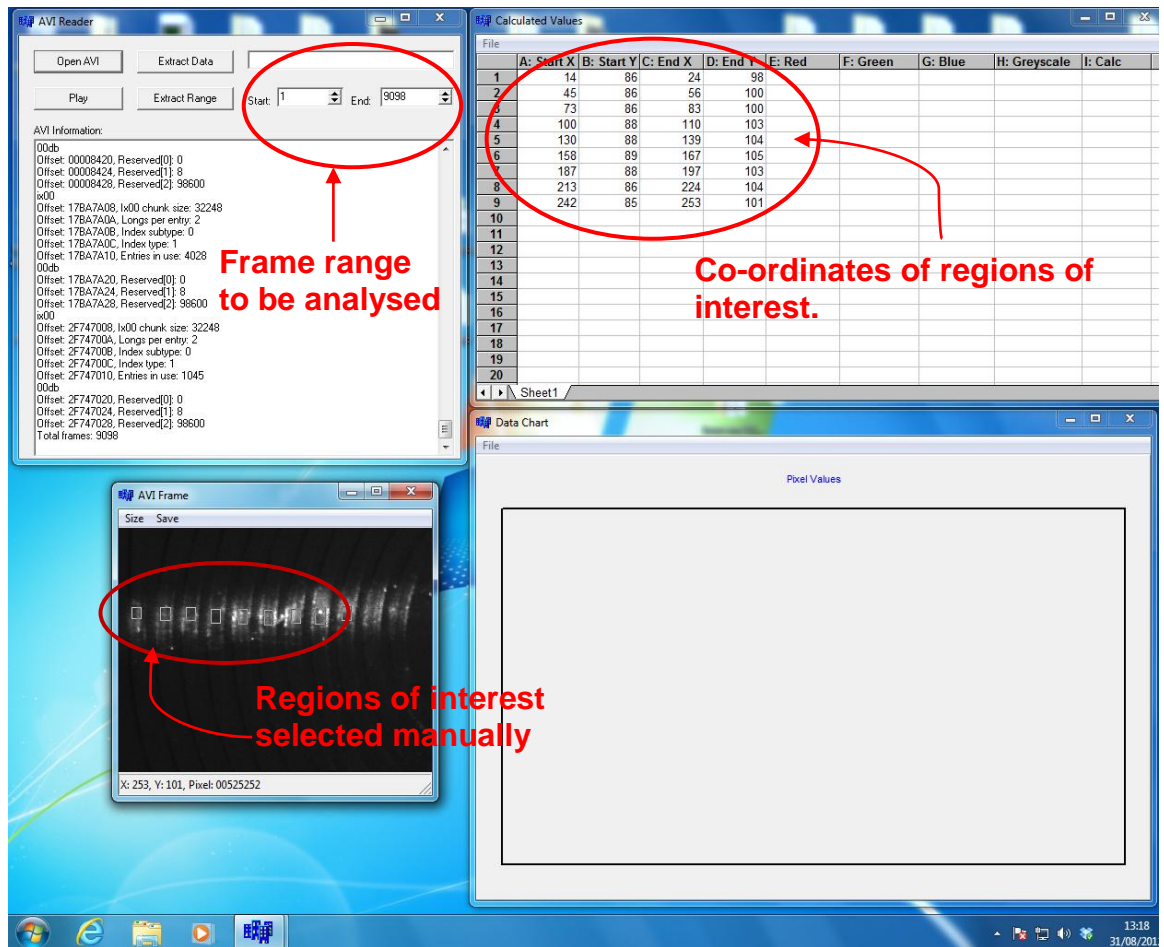 AVI Reader
Open AVI Extract Data
Play Extract Range Start: 1 End: 9098
AVI Information:
00db
Offset: 00008420, Reserved[0]: 0
Offset: 00008424, Reserved[1]: 8
Offset: 00008428, Reserved[2]: 98600
ix00
Offset: 17BA7A08, Ix00 chunk size: 32248
Offset: 17BA7A0A, Longs per entry: 2
Offset: 17BA7A0B, Index subtype: 0
Offset: 17BA7A0C, Index type: 1
Offset: 17BA7A10, Entries in use: 4028
00db
Offset: 17BA7A20, Reserved[0]: 0
Offset: 17BA7A24, Reserved[1]: 8
Offset: 17BA7A28, Reserved[2]: 98600
ix00
Offset: 2F747008, Ix00 chunk size: 32248
Offset: 2F74700A, Longs per entry: 2
Offset: 2F74700B, Index subtype: 0
Offset: 2F74700C, Index type: 1
Offset: 2F747010, Entries in use: 1045
00db
Offset: 2F747020, Reserved[0]: 0
Offset: 2F747024, Reserved[1]: 8
Offset: 2F747028, Reserved[2]: 98600
Total frames: 9098
Frame range
to be analysed
Calculated Values
File
A: Start X B: Start Y C: End X D: End Y E: Red F: Green G: Blue H: Greyscale I: Calc
1 14 86 24 98
2 45 86 56 100
3 73 86 83 100
4 100 88 110 103
5 130 88 139 104
6 158 89 167 105
7 187 88 197 103
8 213 86 224 104
9 242 85 253 101
10
11
12
13
14
15
16
17
18
19
20
Sheet1
Co-ordinates of regions of
interest.
AVI Frame
Size Save
X: 253, Y: 101, Pixel: 00525252
Regions of interest
selected manually
Data Chart
File
Pixel Values
13:18
31/08/201